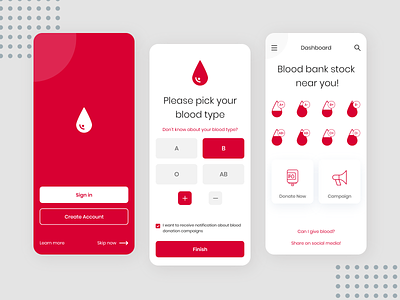 Sign in
Create Account
Learn more
Skip now
Please pick your
blood type
Don't know about your blood type?
A
B
O
AB
+
I want to receive notification about blood
donation campaigns
Finish
Dashboard
Blood bank stock
near you!
Donate Now
Campaign
Can I give blood?
Share on social media!